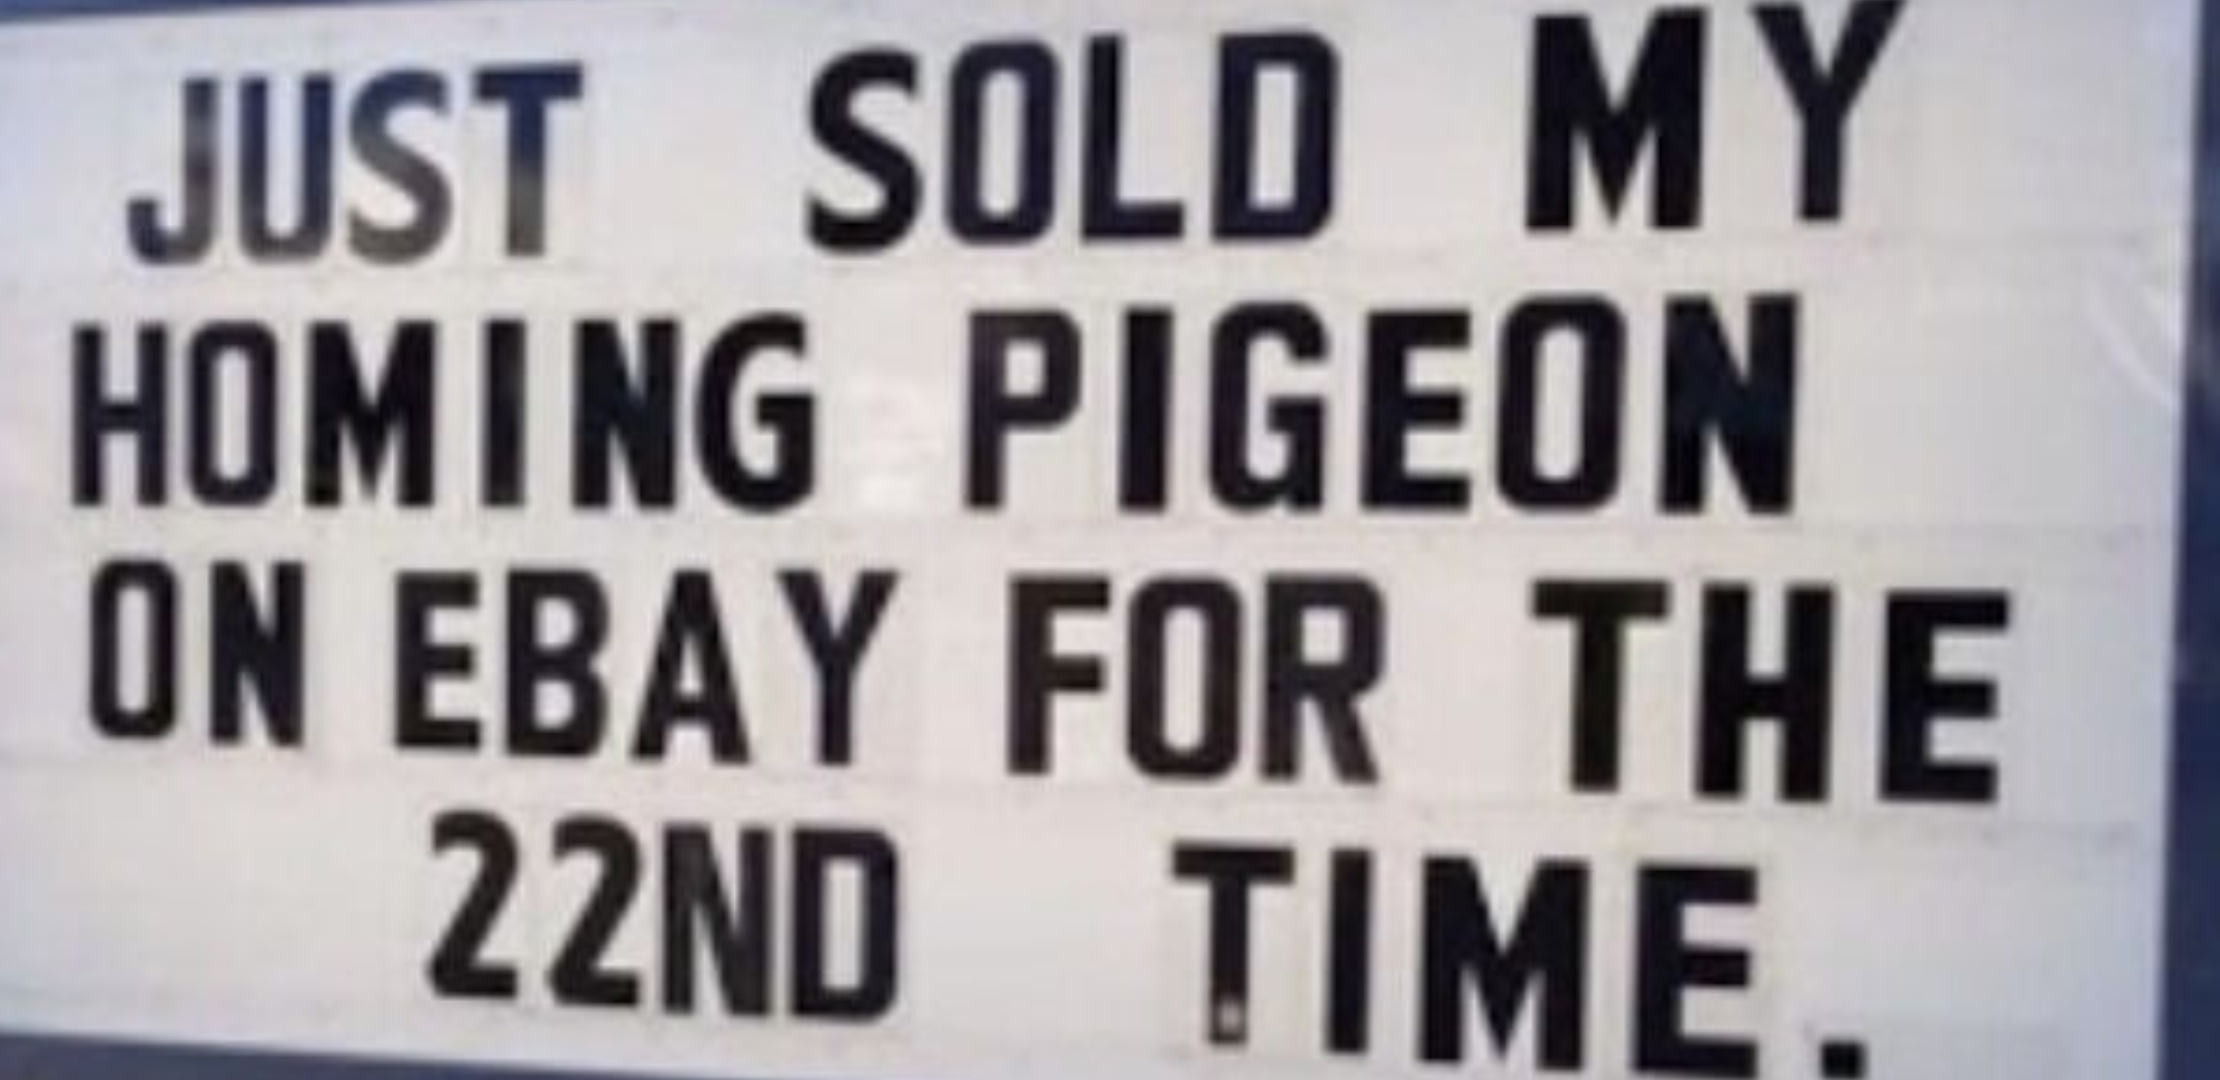 JUST SOLD MY
HOMING PIGEON
ON EBAY FOR THE
22ND TIME.